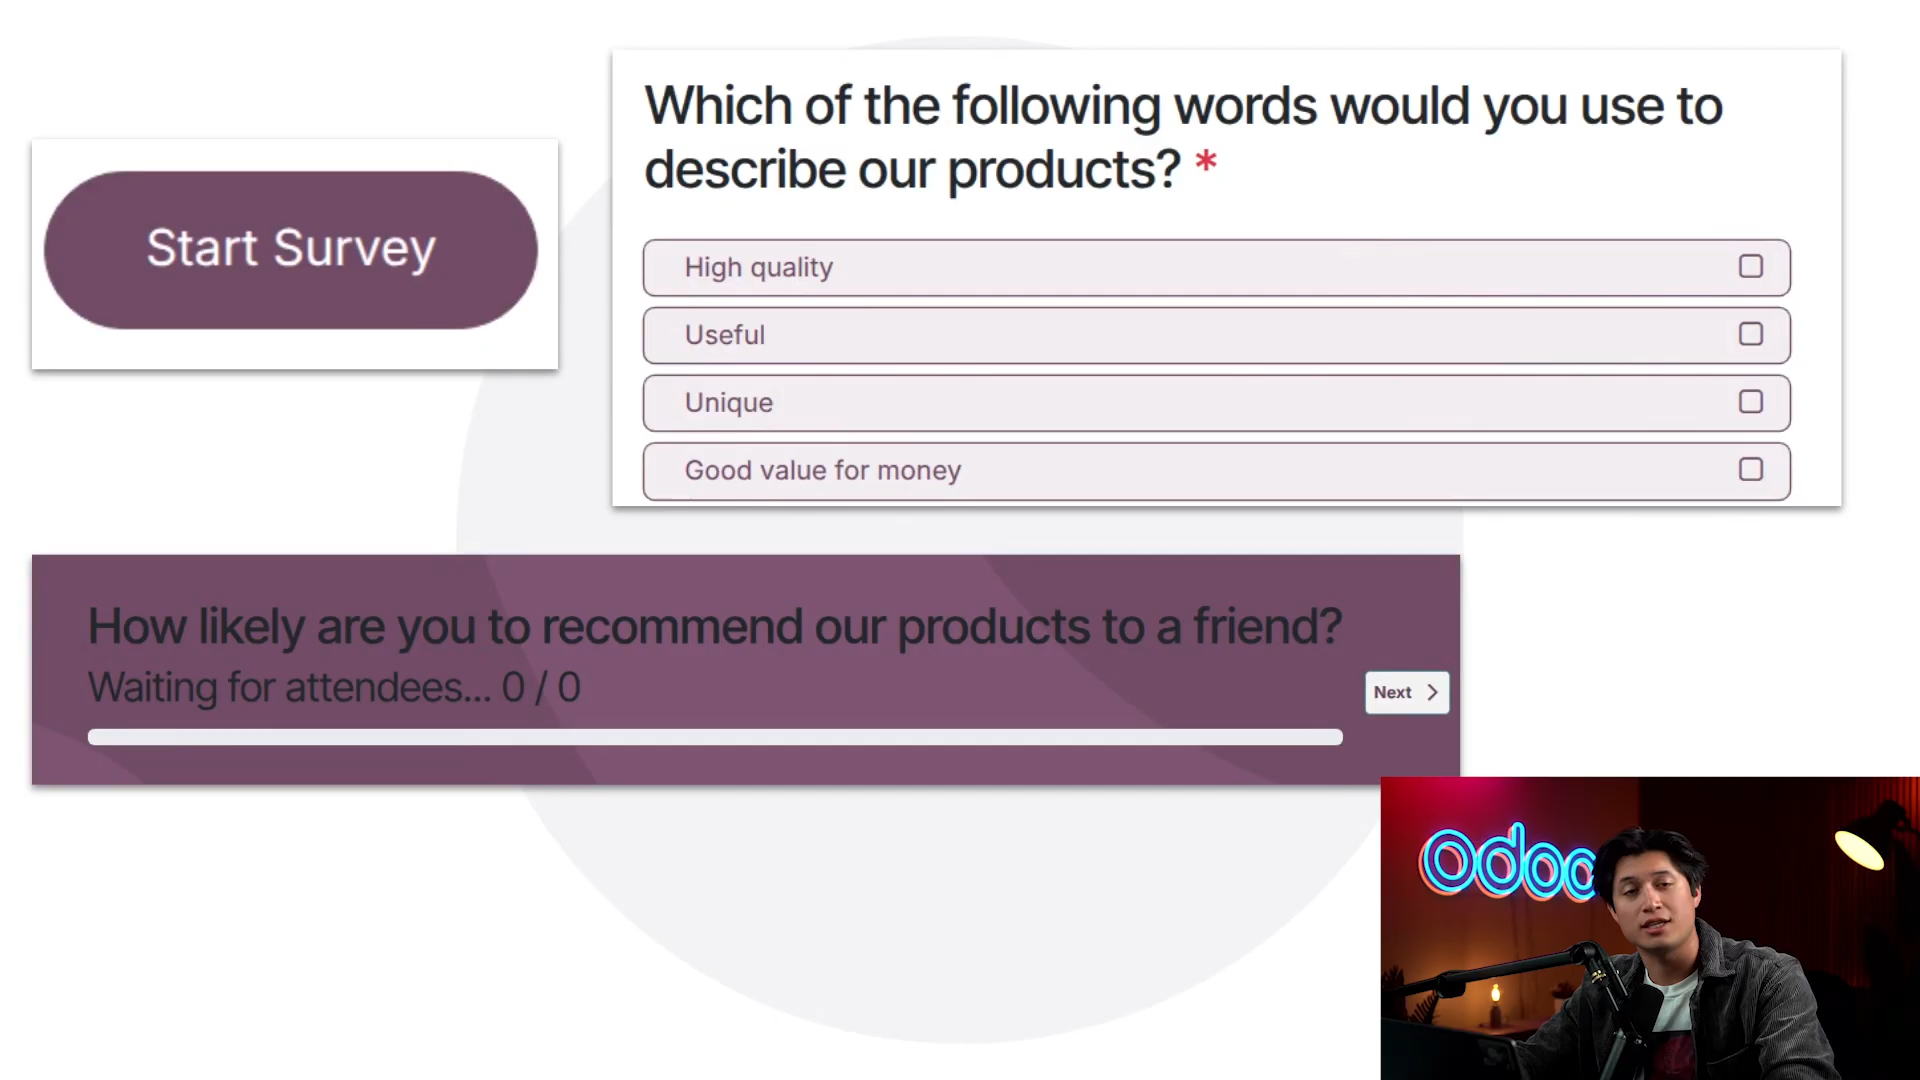 Start Survey
Which of the following words would you use to
describe our products? *
High quality
Useful
Unique
Good value for money
How likely are you to recommend our products to a friend?
Waiting for attendees... 0 / 0
Next
odoo